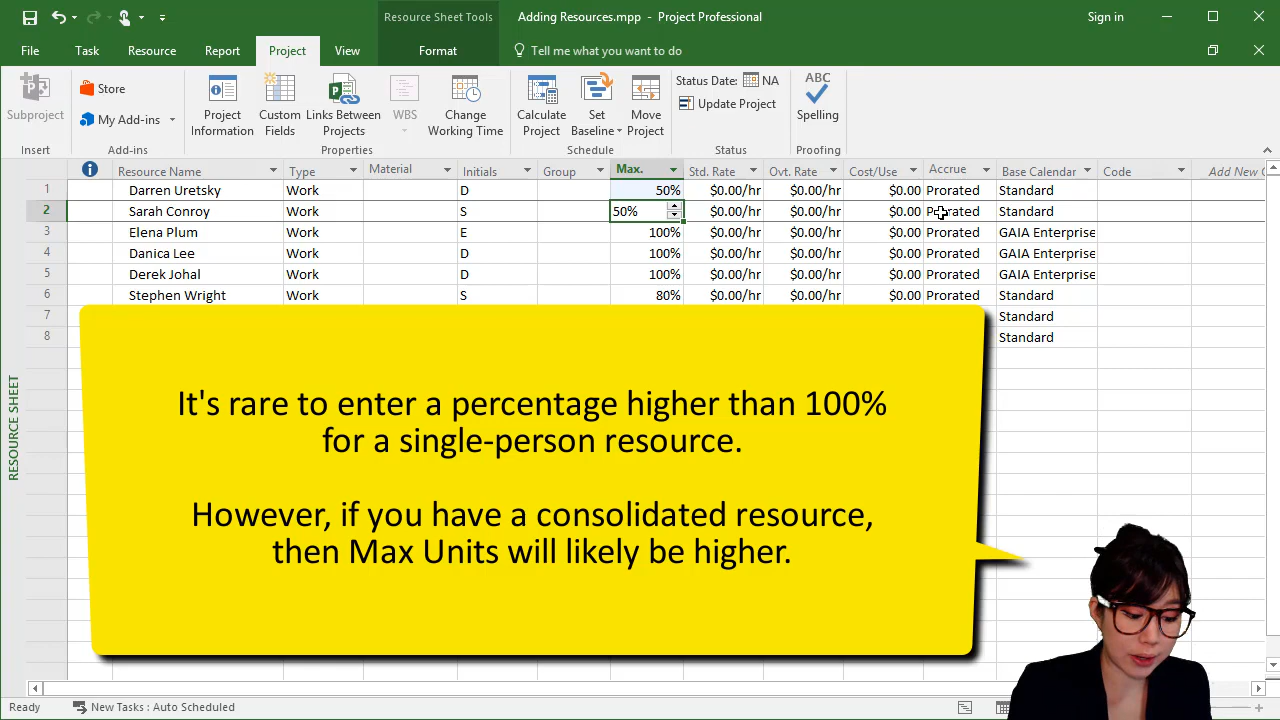 Resource Sheet Tools
Adding Resources.mpp - Project Professional
Sign in
File Task Resource Report Project View Format Tell me what you want to do
Subproject
Store
My Add-ins
Project Information
Custom Fields
Links Between Projects
WBS
Change Working Time
Calculate Project
Set Baseline
Move Project
Status Date: NA
Update Project
ABC
Spelling
Insert Add-ins Properties Schedule Status Proofing
Resource Name Type Material Initials Group Max. Std. Rate Ovt. Rate Cost/Use Accrue Base Calendar Code Add New C
1 Darren Uretsky Work D 50% $0.00/hr $0.00/hr $0.00 Prorated Standard
2 Sarah Conroy Work S 50% $0.00/hr $0.00/hr $0.00 Prorated Standard
3 Elena Plum Work E 100% $0.00/hr $0.00/hr $0.00 Prorated GAIA Enterprise
4 Danica Lee Work D 100% $0.00/hr $0.00/hr $0.00 Prorated GAIA Enterprise
5 Derek Johal Work D 100% $0.00/hr $0.00/hr $0.00 Prorated GAIA Enterprise
6 Stephen Wright Work S 80% $0.00/hr $0.00/hr $0.00 Prorated Standard
7 Standard
8 Standard
RESOURCE SHEET
It's rare to enter a percentage higher than 100%
for a single-person resource.
However, if you have a consolidated resource,
then Max Units will likely be higher.
Ready New Tasks : Auto Scheduled